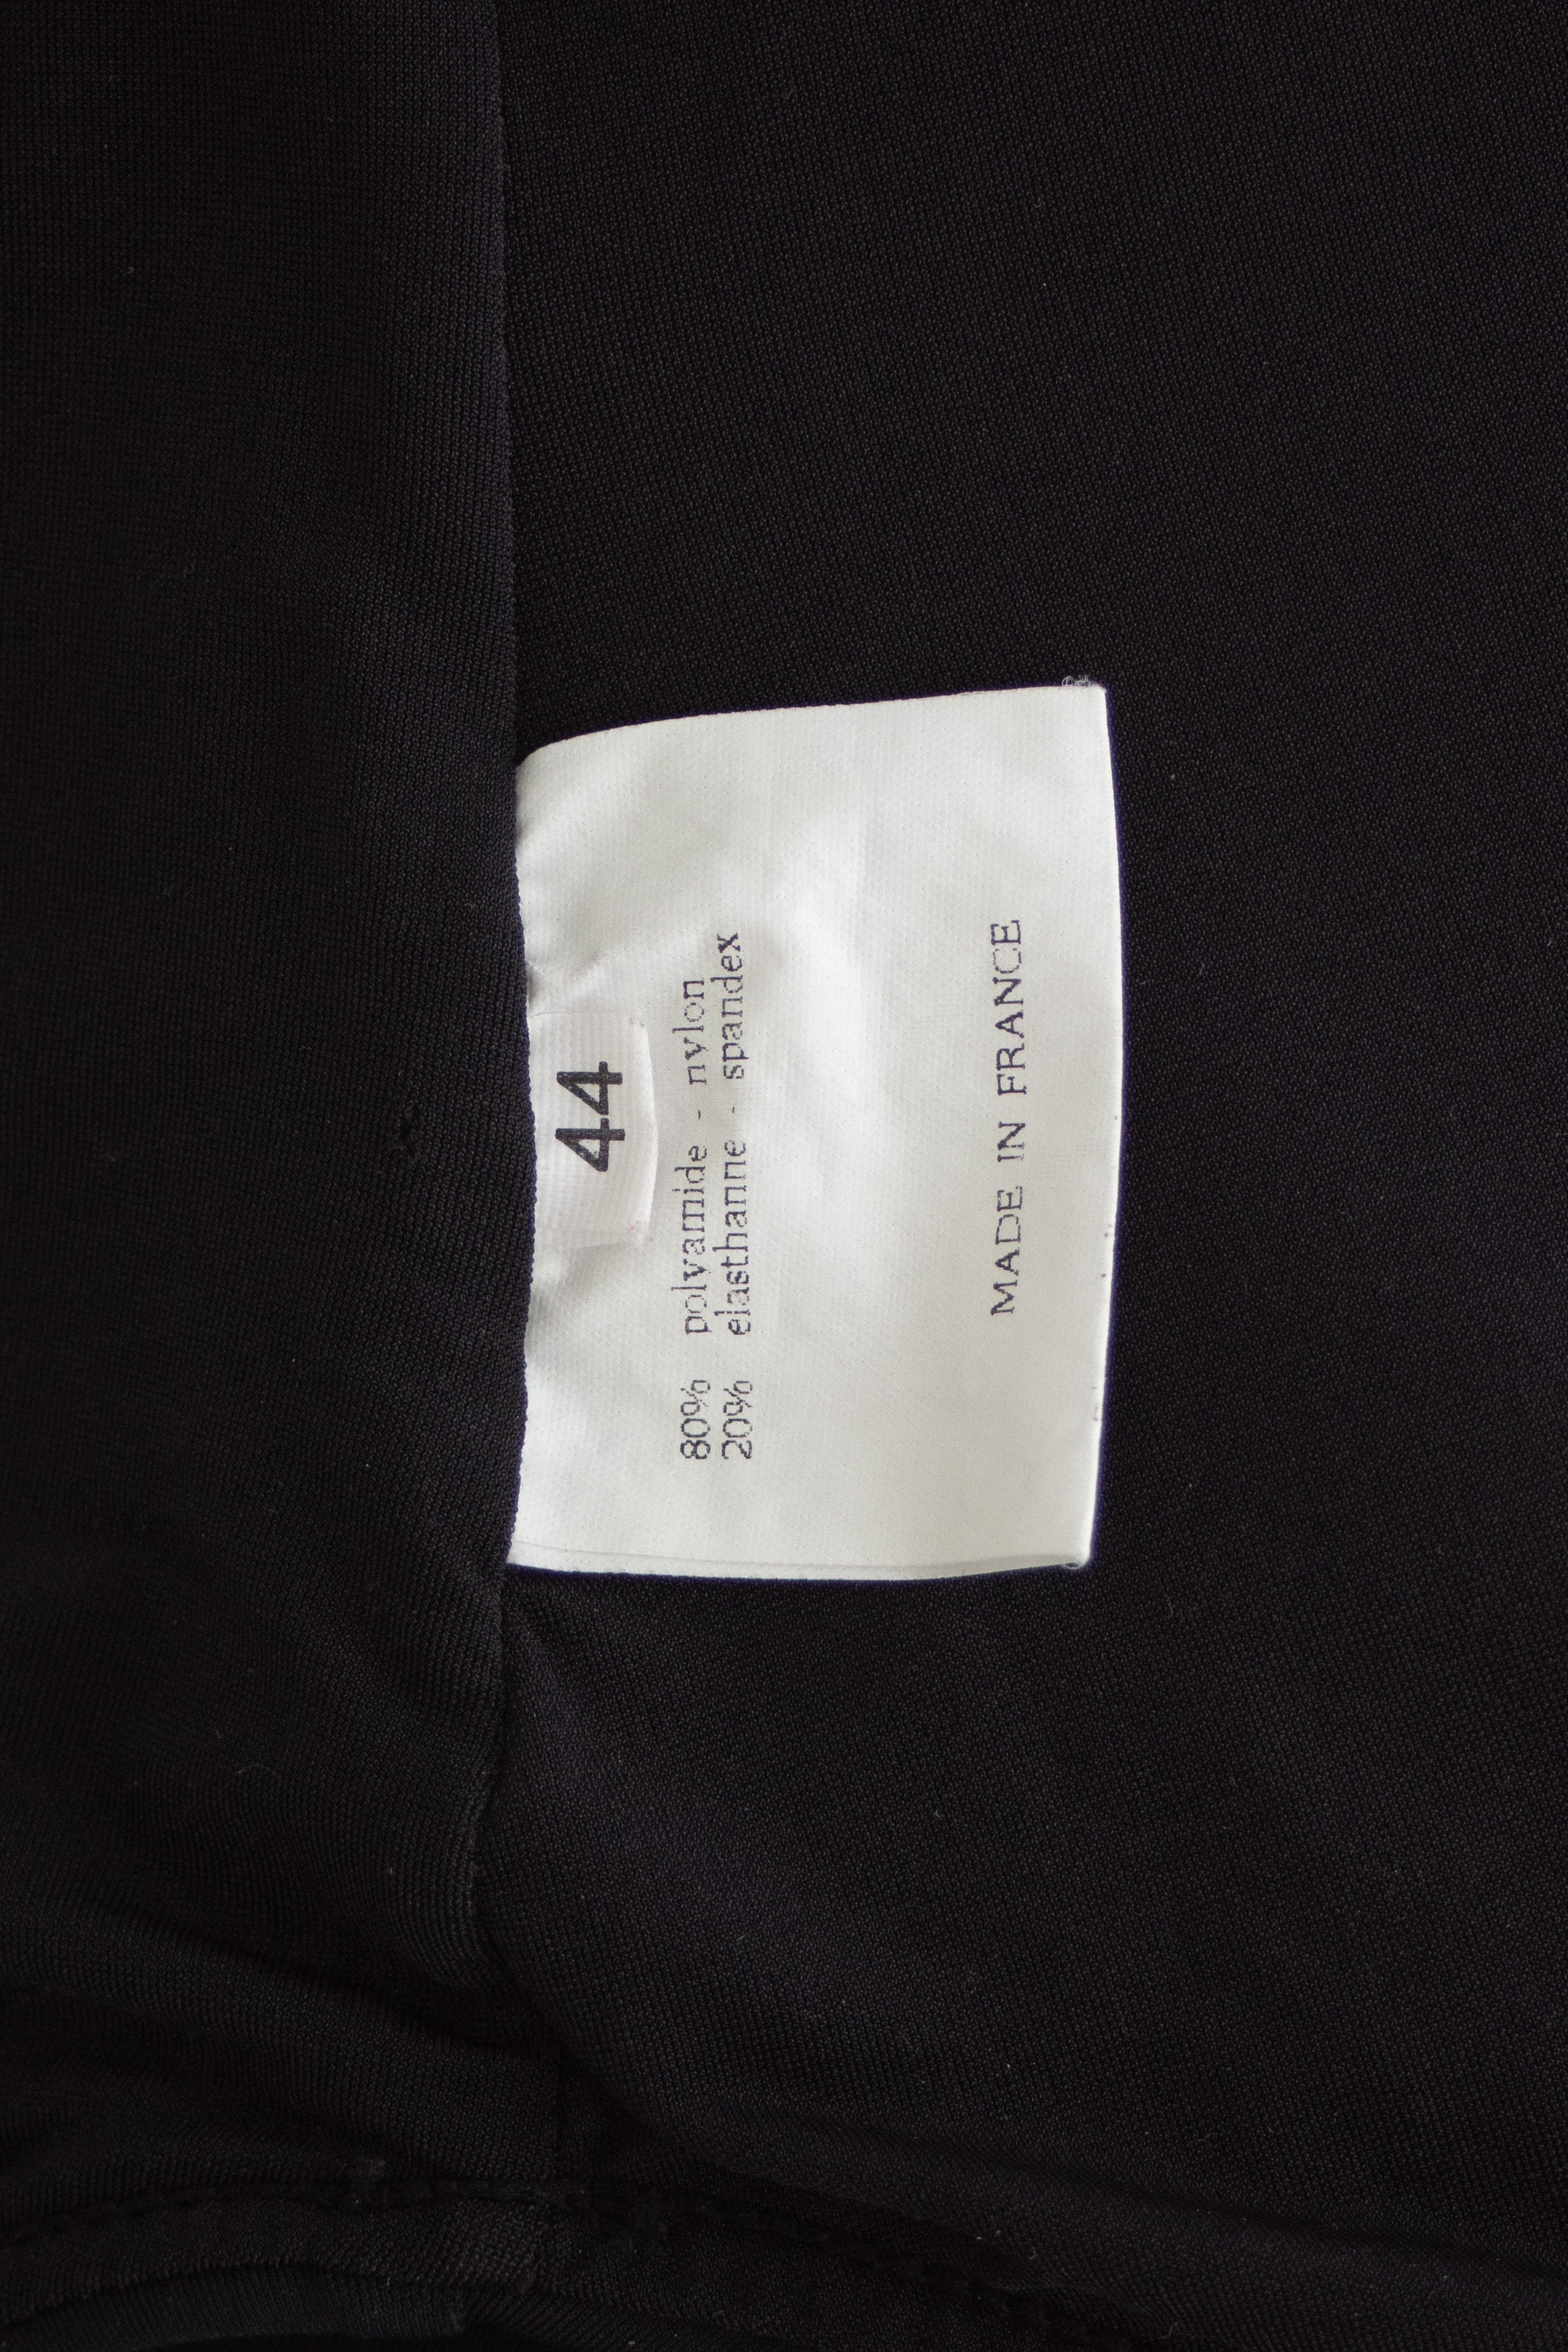 44
80% polyamide - nylon
20% elasthanne - spandex
MADE IN FRANCE